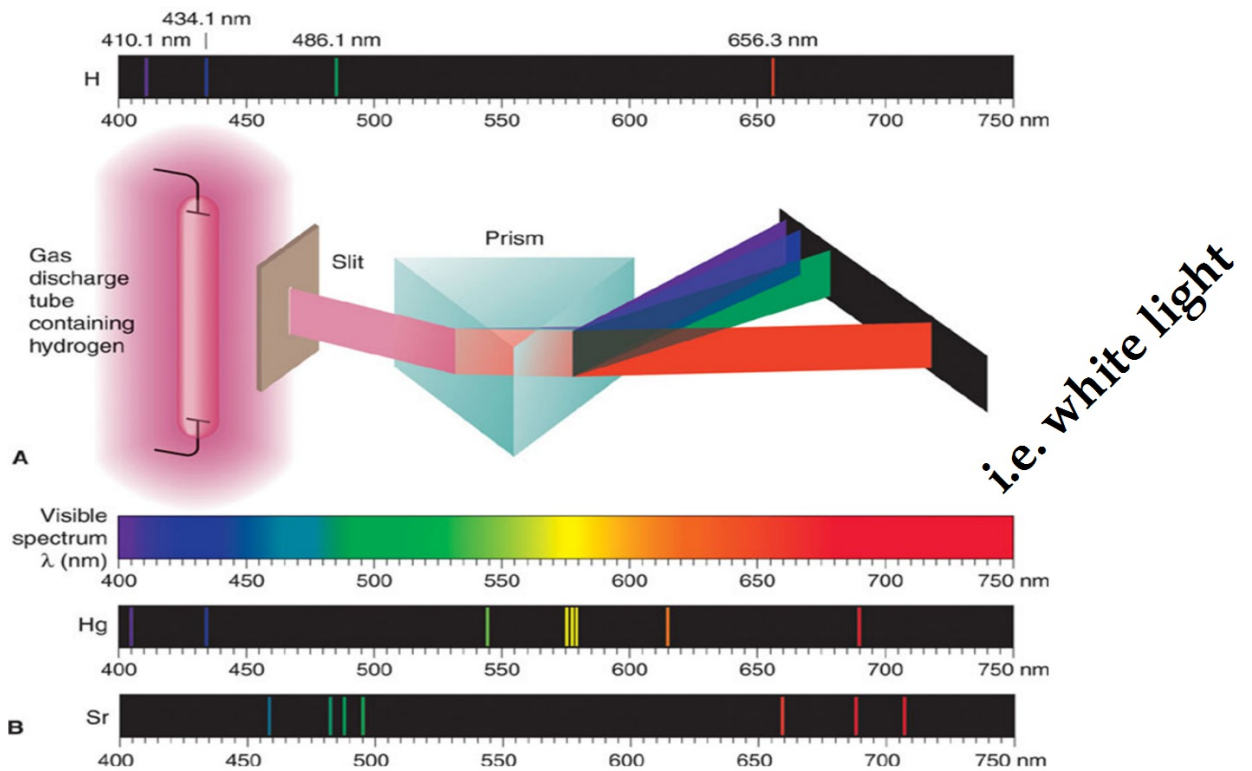 434.1 nm
410.1 nm | 486.1 nm 656.3 nm
H
400 450 500 550 600 650 700 750 nm
Gas
discharge
tube
containing
hydrogen
Slit
Prism
i.e. white light
A
Visible
spectrum
λ (nm)
400 450 500 550 600 650 700 750 nm
Hg
400 450 500 550 600 650 700 750 nm
Sr
B
400 450 500 550 600 650 700 750 nm